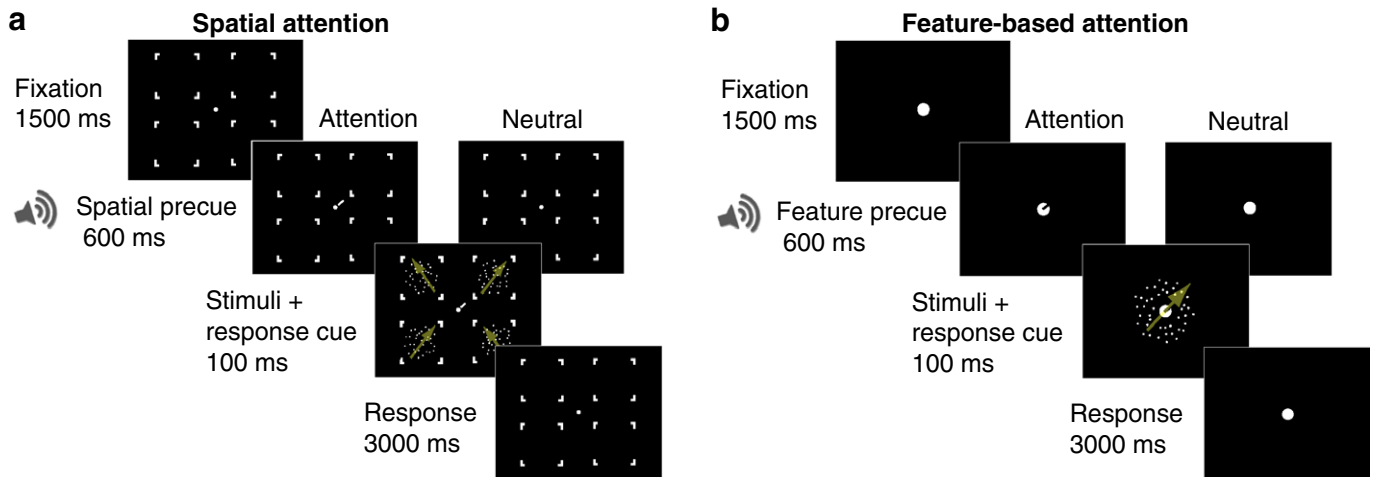 a
Spatial attention
Fixation
1500 ms
Attention
Neutral
Spatial precue
600 ms
Stimuli +
response cue
100 ms
Response
3000 ms
b
Feature-based attention
Fixation
1500 ms
Attention
Neutral
Feature precue
600 ms
Stimuli +
response cue
100 ms
Response
3000 ms